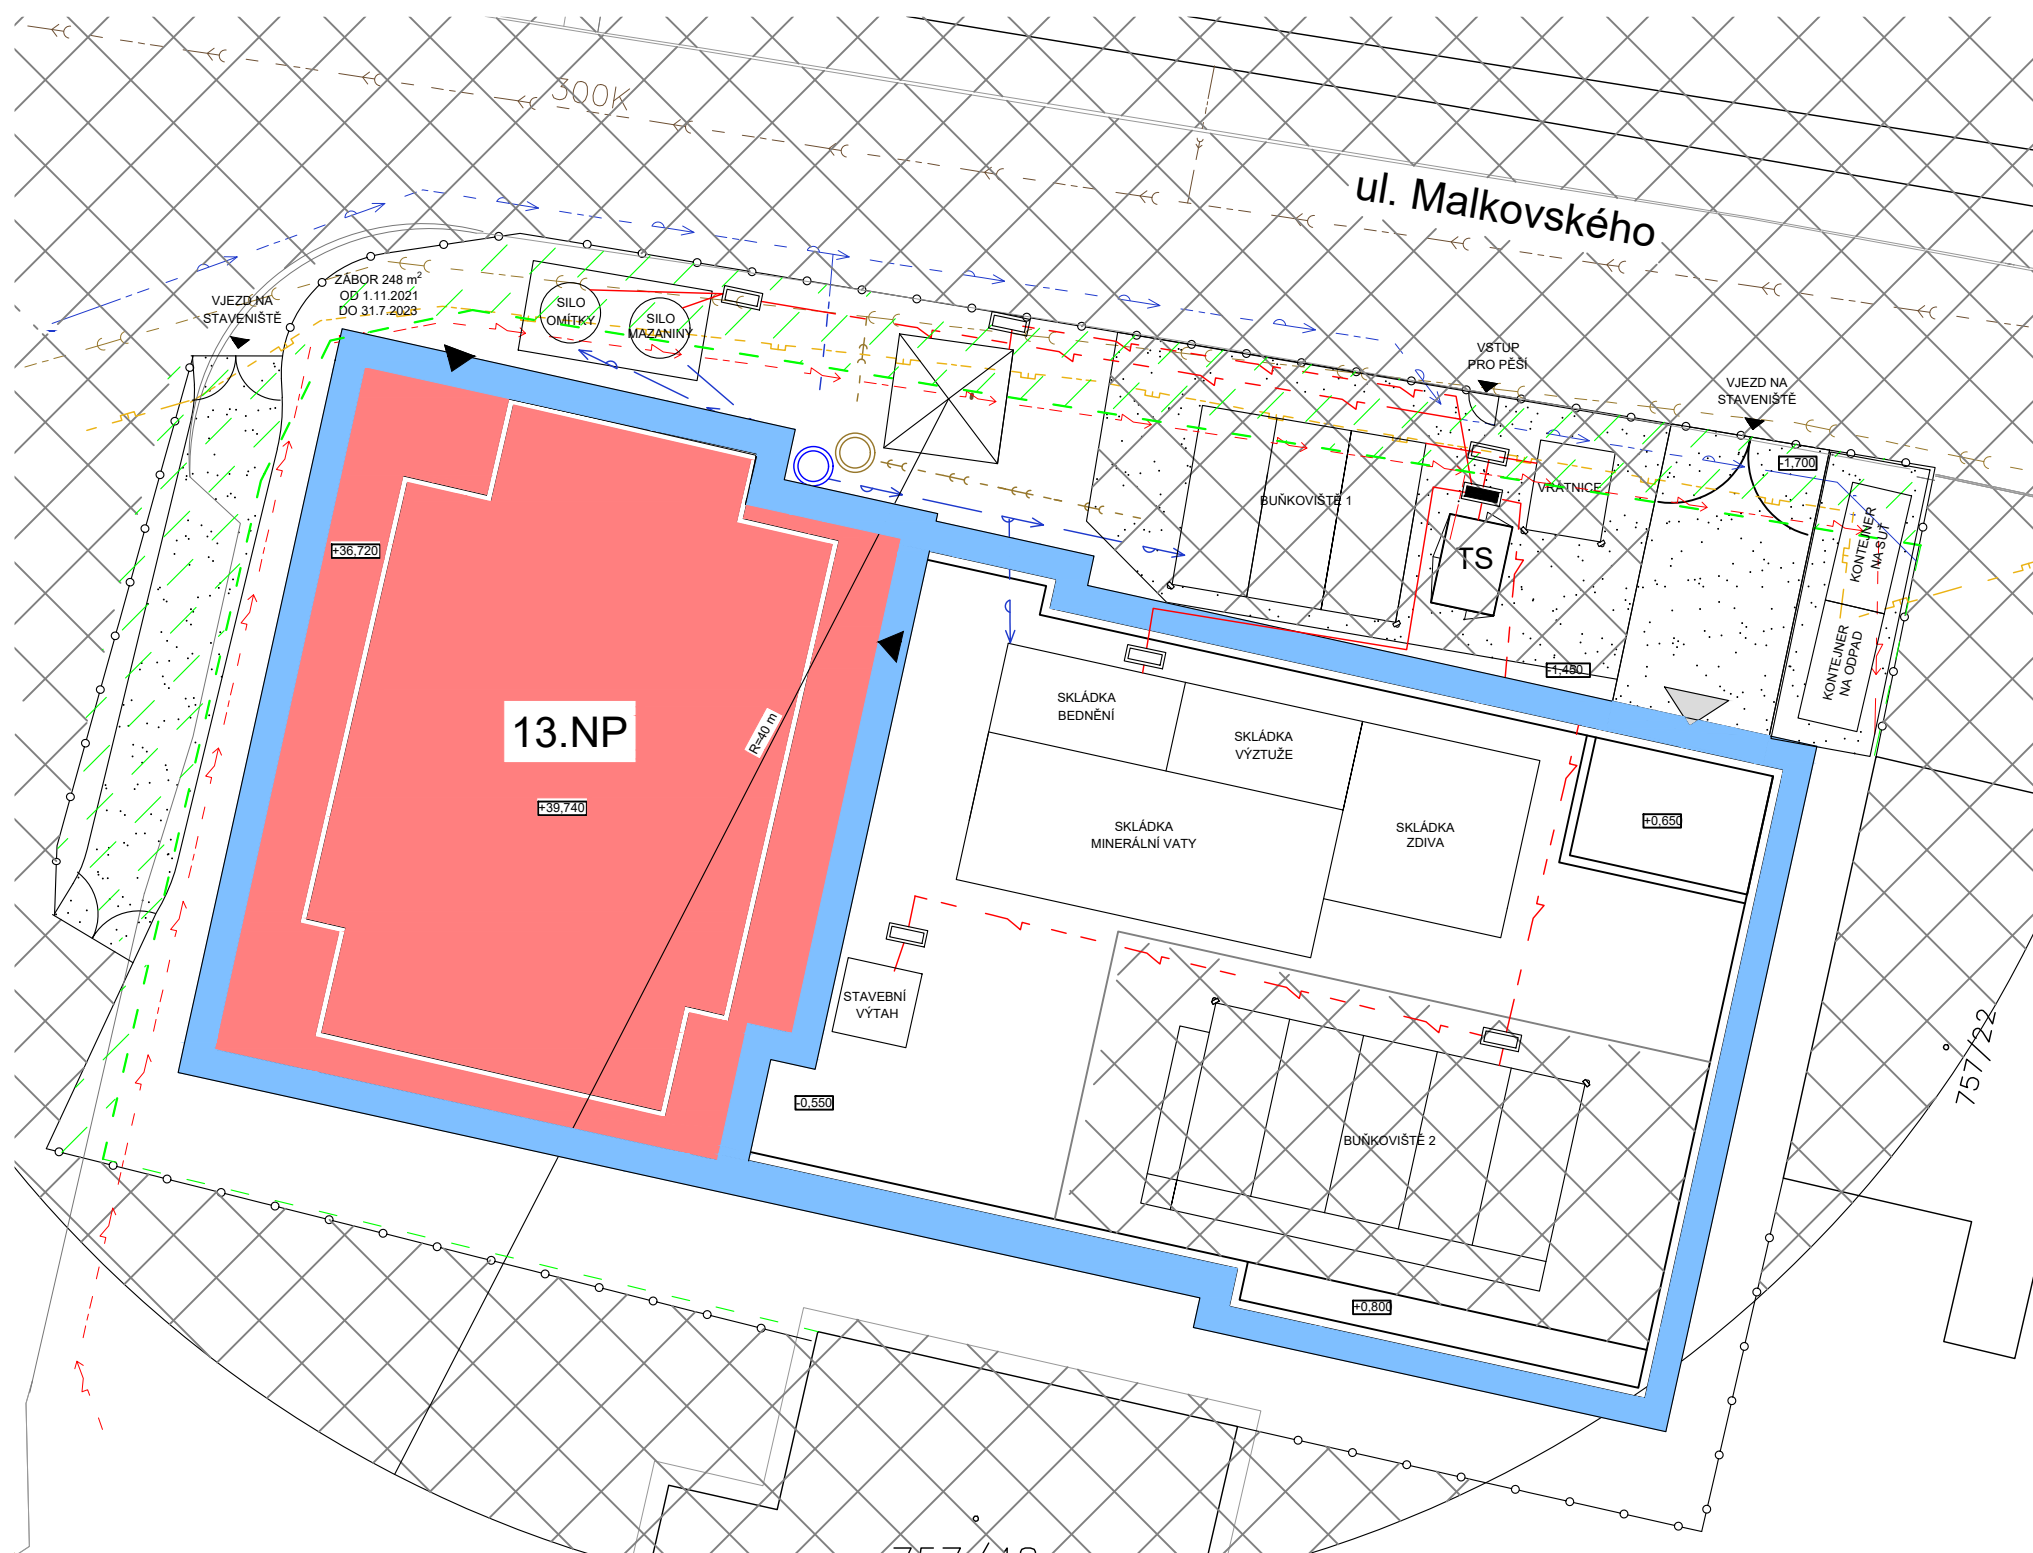 300K
ul. Malkovského
ZÁBOR 248 m²
OD 1.11.2021
DO 31.7.2023
VJEZD NA
STAVENIŠTĚ
SILO
OMÍTKY
SILO
MAZANINY
VSTUP
PRO PĚŠÍ
VJEZD NA
STAVENIŠTĚ
-1,700
BUŇKOVIŠTĚ 1
VRÁTNICE
TS
KONTEJNER
NA SUŤ
KONTEJNER
NA ODPAD
+36,720
-1,450
13.NP
R=40 m
+39,740
SKLÁDKA
BEDNĚNÍ
SKLÁDKA
VÝZTUŽE
SKLÁDKA
MINERÁLNÍ VATY
SKLÁDKA
ZDIVA
+0,650
STAVEBNÍ
VÝTAH
-0,550
BUŇKOVIŠTĚ 2
757/22
+0,800